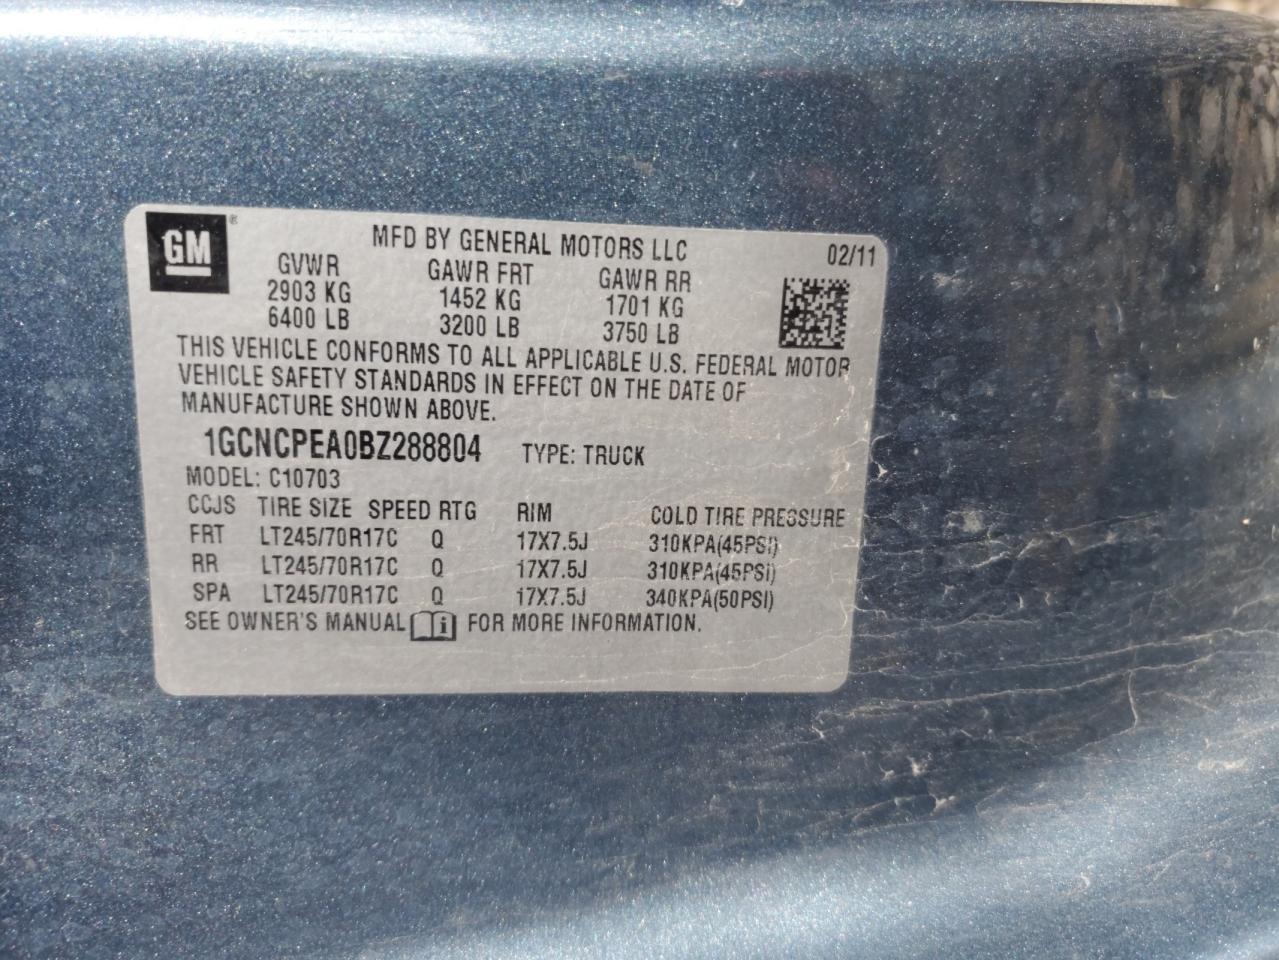 GM®
MFD BY GENERAL MOTORS LLC 02/11
GVWR GAWR FRT GAWR RR
2903 KG 1452 KG 1701 KG
6400 LB 3200 LB 3750 LB
THIS VEHICLE CONFORMS TO ALL APPLICABLE U.S. FEDERAL MOTOR
VEHICLE SAFETY STANDARDS IN EFFECT ON THE DATE OF
MANUFACTURE SHOWN ABOVE.
1GCNCPEA0BZ288804 TYPE: TRUCK
MODEL: C10703
CCJS TIRE SIZE SPEED RTG RIM COLD TIRE PRESSURE
FRT LT245/70R17C Q 17X7.5J 310KPA(45PSI)
RR LT245/70R17C Q 17X7.5J 310KPA(45PSI)
SPA LT245/70R17C Q 17X7.5J 340KPA(50PSI)
SEE OWNER'S MANUAL i FOR MORE INFORMATION.